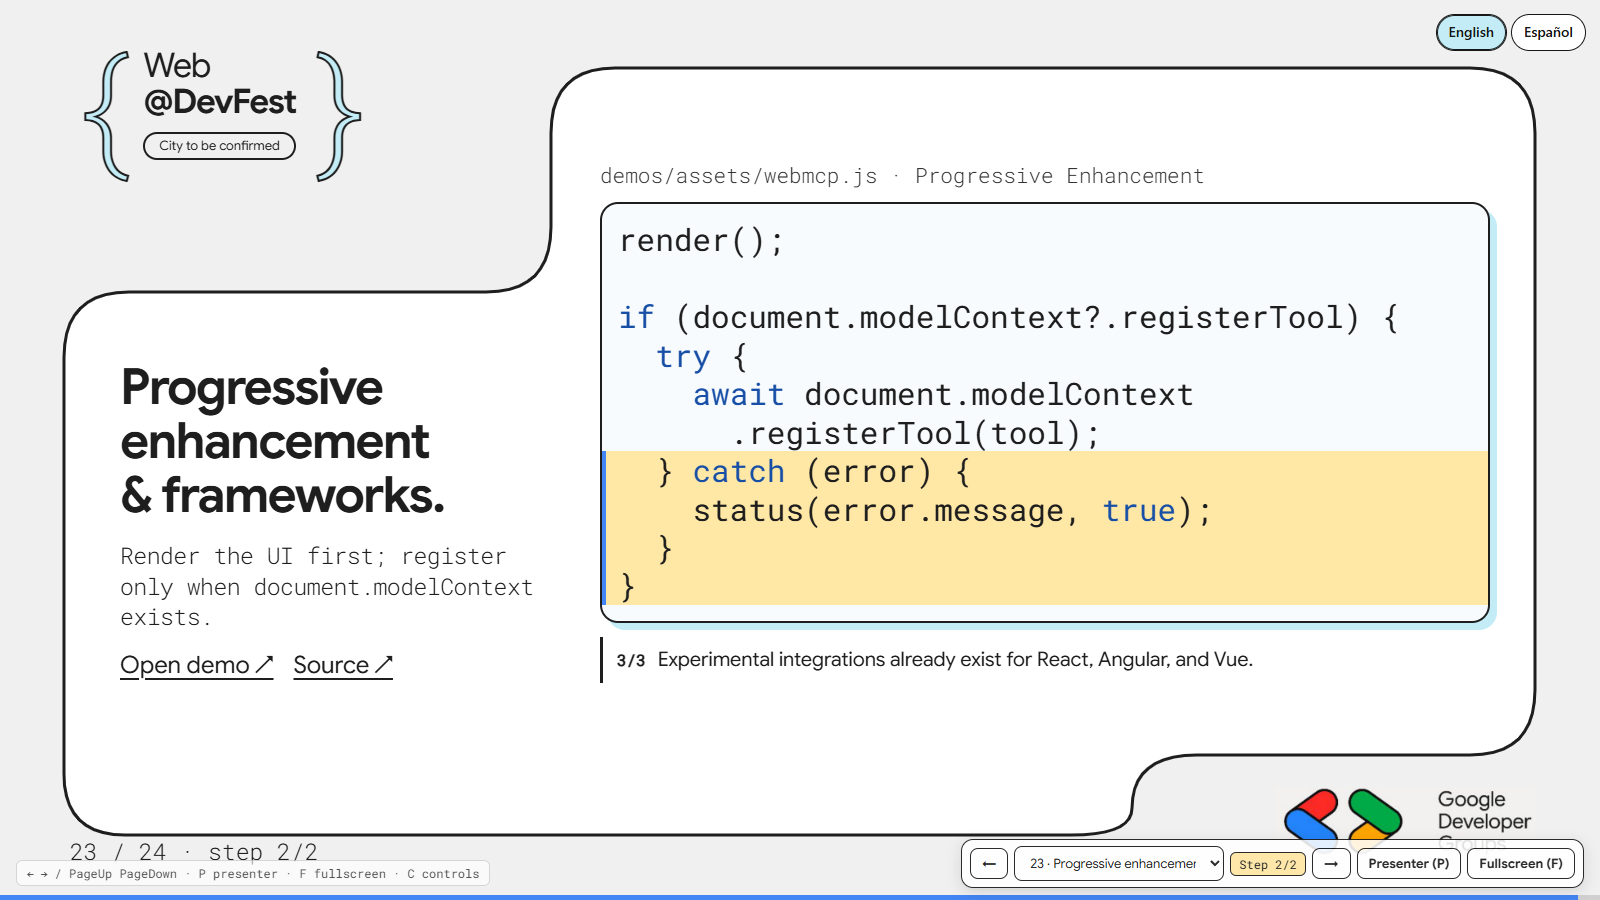 English Español
Web
@DevFest
City to be confirmed
demos/assets/webmcp.js · Progressive Enhancement
render();
if (document.modelContext?.registerTool) {
try {
await document.modelContext
.registerTool(tool);
} catch (error) {
status(error.message, true);
}
}
3/3 Experimental integrations already exist for React, Angular, and Vue.
Progressive
enhancement
& frameworks.
Render the UI first; register
only when document.modelContext
exists.
Open demo ↗ Source ↗
Google
Developer
Groups
23 / 24 · step 2/2
← → / PageUp PageDown · P presenter · F fullscreen · C controls
← 23 · Progressive enhancemer Step 2/2 → Presenter (P) Fullscreen (F)